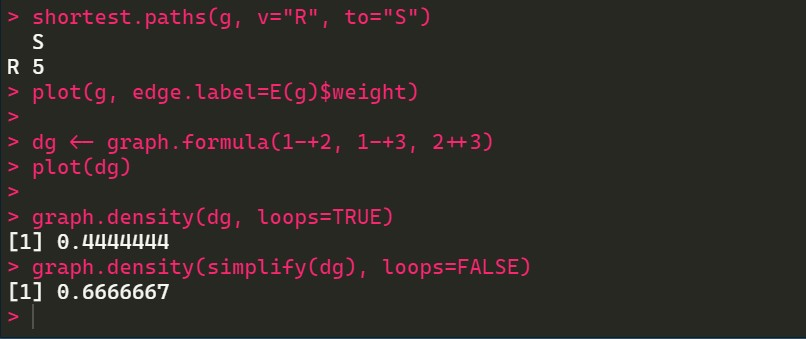 > shortest.paths(g, v="R", to="S")
  S
R 5
> plot(g, edge.label=E(g)$weight)
>
> dg <- graph.formula(1-+2, 1-+3, 2++3)
> plot(dg)
>
> graph.density(dg, loops=TRUE)
[1] 0.4444444
> graph.density(simplify(dg), loops=FALSE)
[1] 0.6666667
>